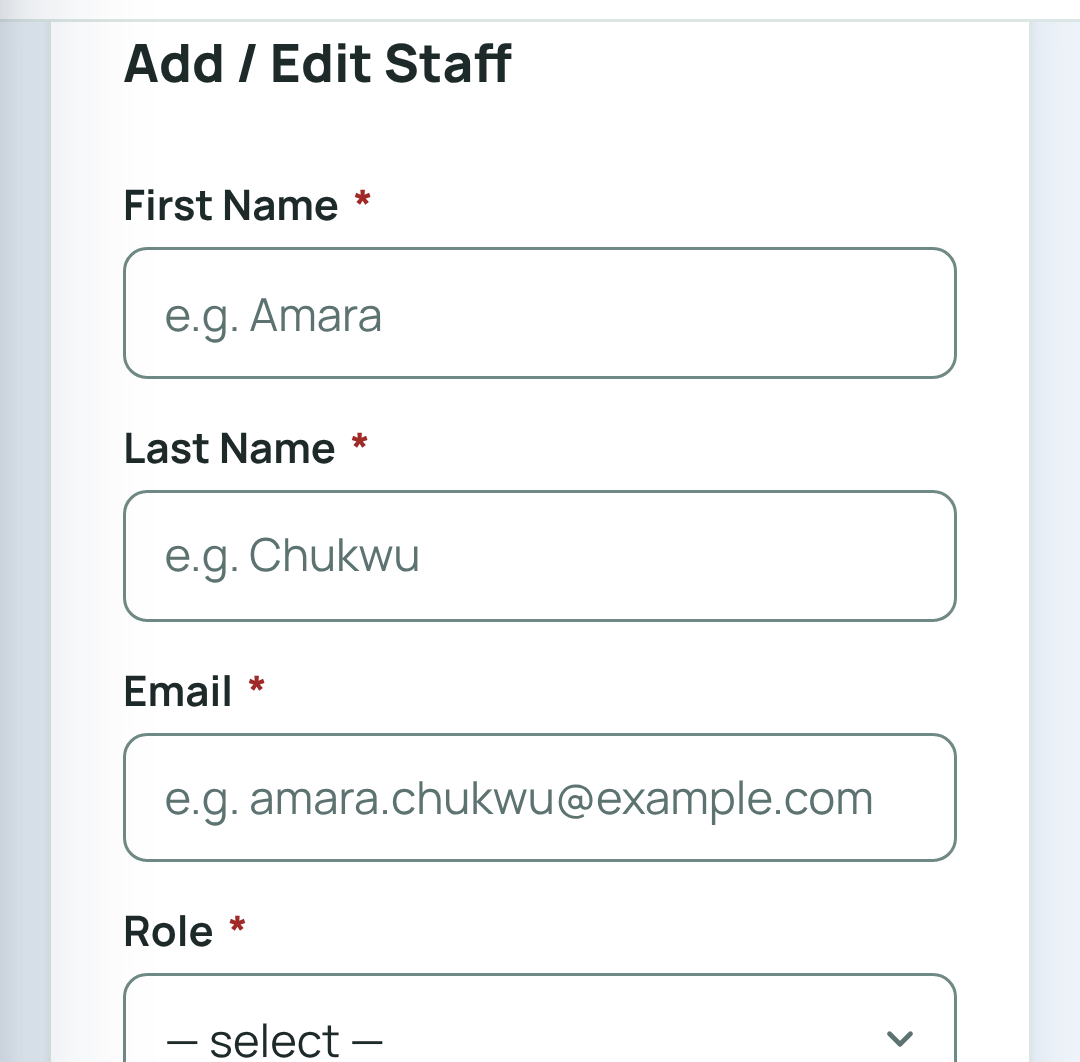 Add / Edit Staff
First Name *
e.g. Amara
Last Name *
e.g. Chukwu
Email *
e.g. amara.chukwu@example.com
Role *
— select —